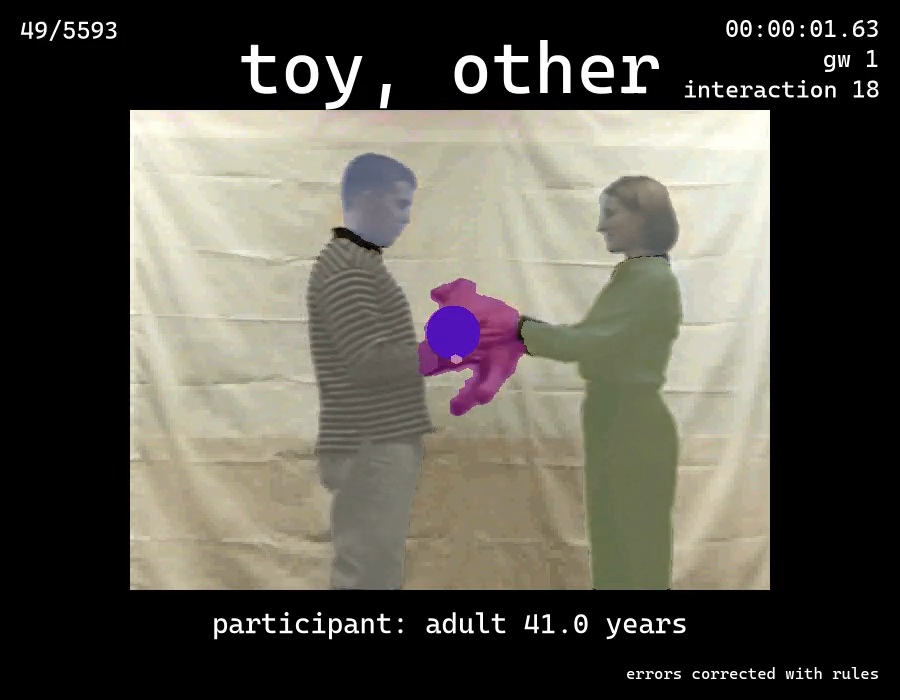 49/5593
00:00:01.63
gw 1
interaction 18
toy, other
participant: adult 41.0 years
errors corrected with rules